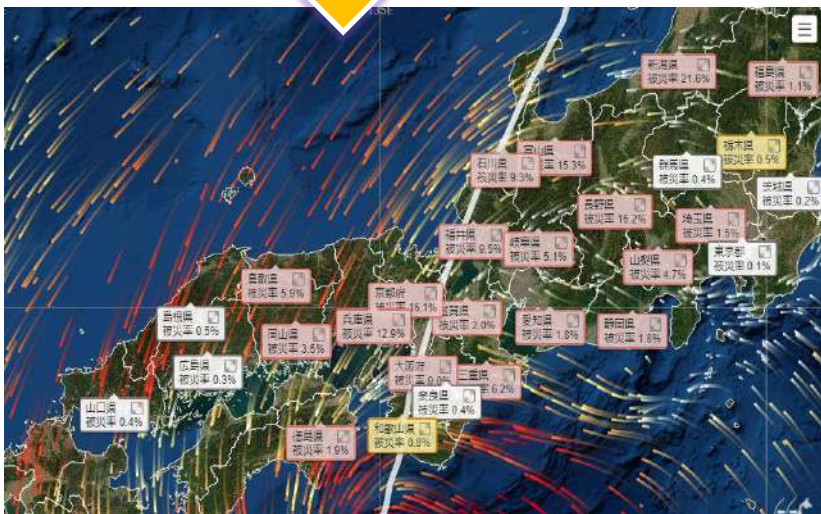 135E
新潟県
被災率 21.6%
福島県
被災率 1.1%
栃木県
被災率 0.5%
富山県
率 15.3%
石川県
被災率 9.3%
群馬県
被災率 0.4%
茨城県
被災率 0.2%
長野県
被災率 16.2%
埼玉県
被災率 1.5%
福井県
被災率 9.5%
岐阜県
被災率 5.1%
東京都
被災率 0.1%
山梨県
被災率 4.7%
鳥取県
被災率 5.9%
京都府
16.1%
滋賀県
被災率 2.0%
島根県
被災率 0.5%
兵庫県
被災率 12.9%
愛知県
被災率 1.8%
静岡県
被災率 1.8%
岡山県
被災率 3.5%
広島県
被災率 0.3%
大阪府
被災率
三重県
率 6.2%
奈良県
被災率 0.4%
山口県
被災率 0.4%
徳島県
被災率 1.9%
和歌山県
被災率 0.8%